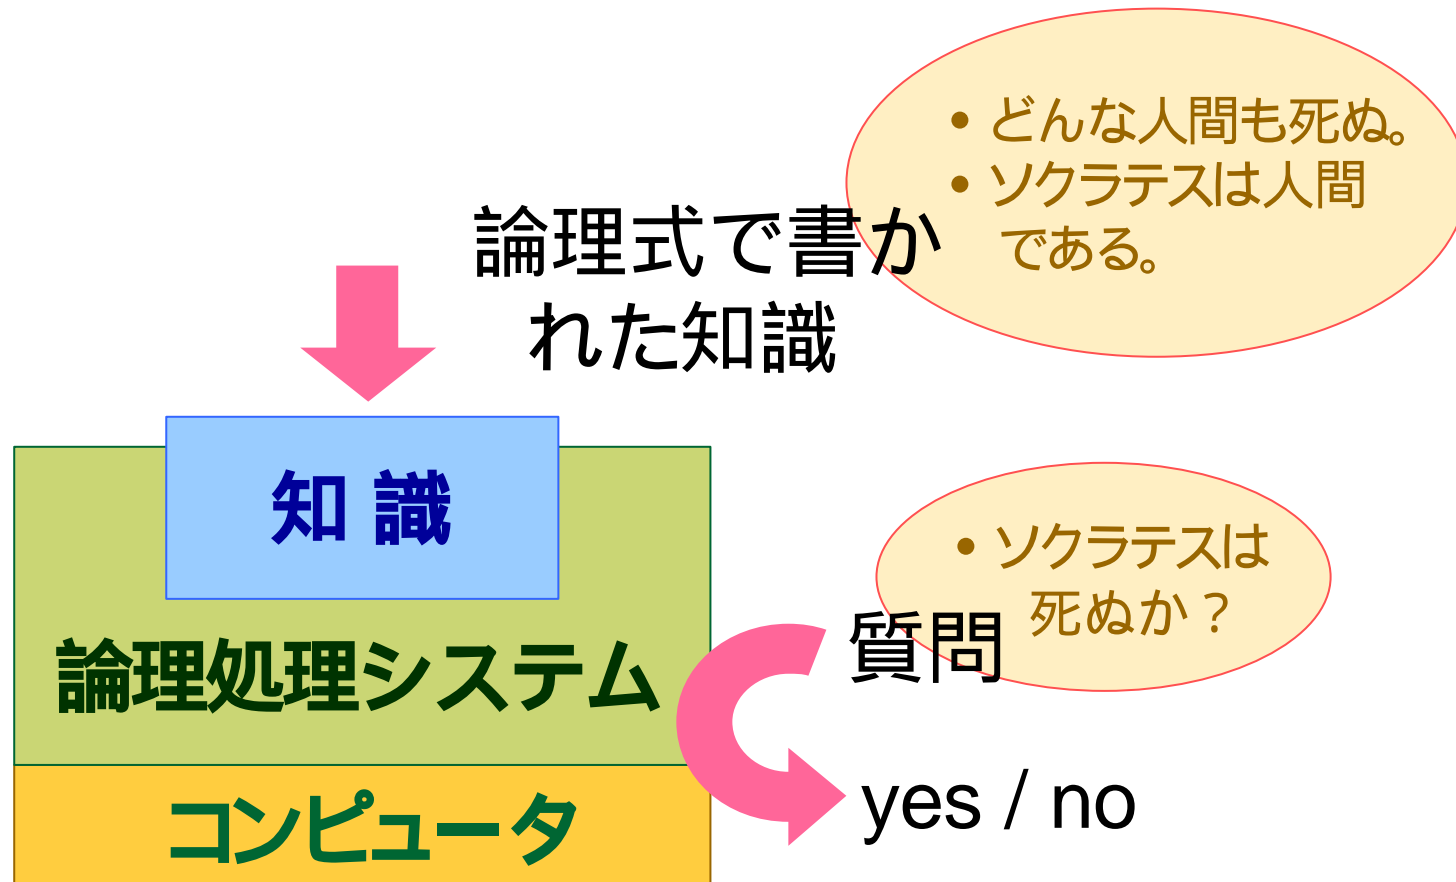 • どんな人間も死ぬ。
• ソクラテスは人間
である。
論理式で書か
れた知識
知 識
• ソクラテスは
死ぬか？
質問
論理処理システム
yes / no
コンピュータ